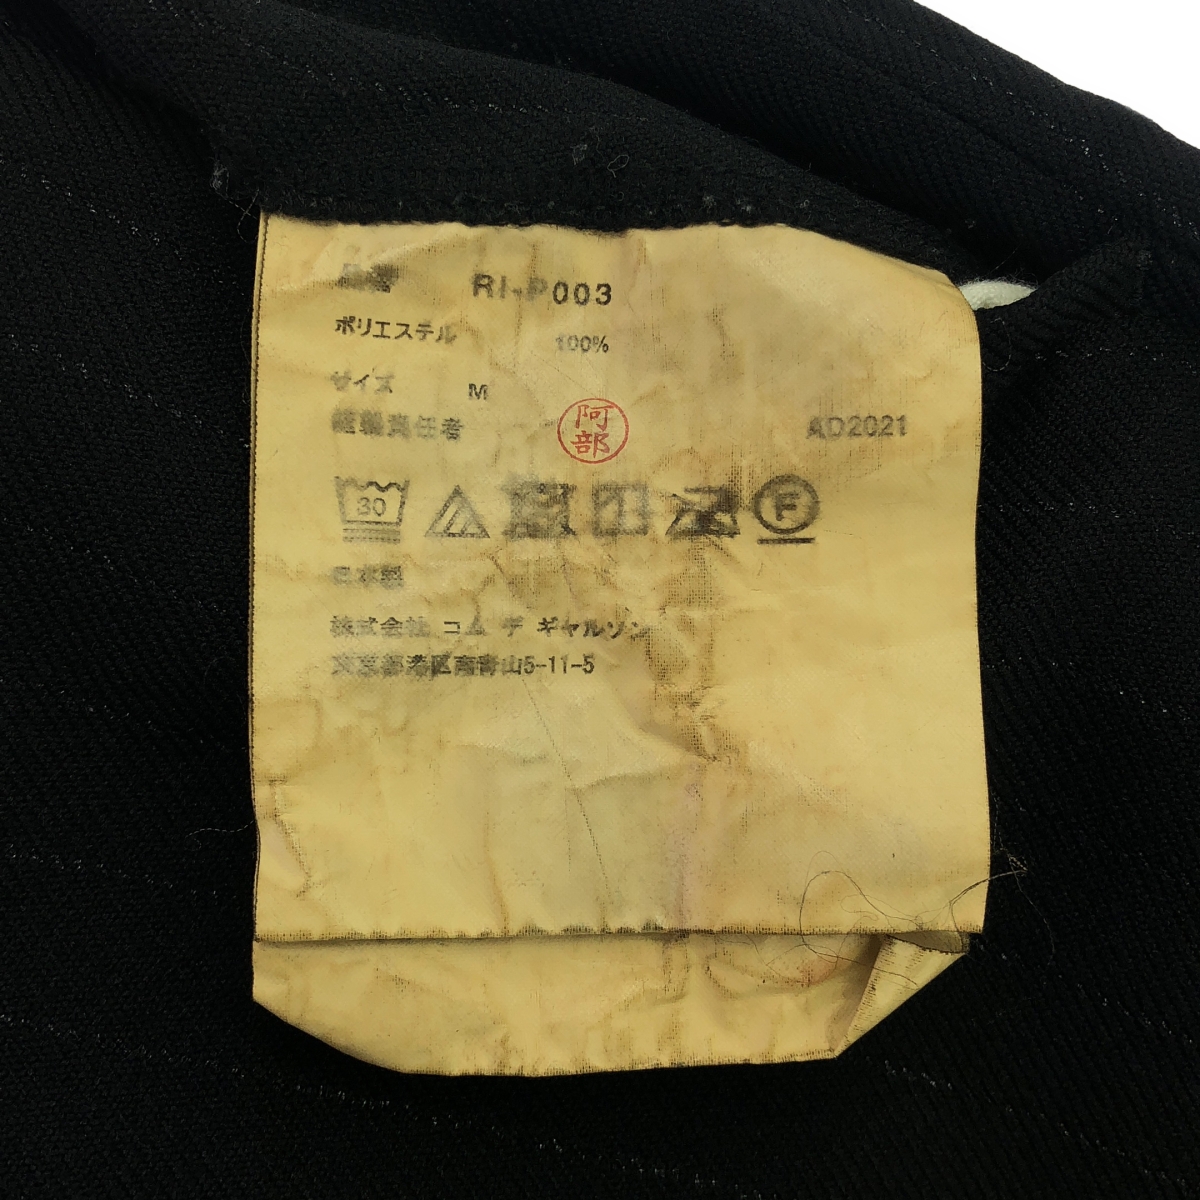 品番 RI-P003
ポリエステル 100%
サイズ M
縫製責任者 阿部 AD2021
30 F
日本製
株式会社 コム デ ギャルソン
東京都港区南青山5-11-5